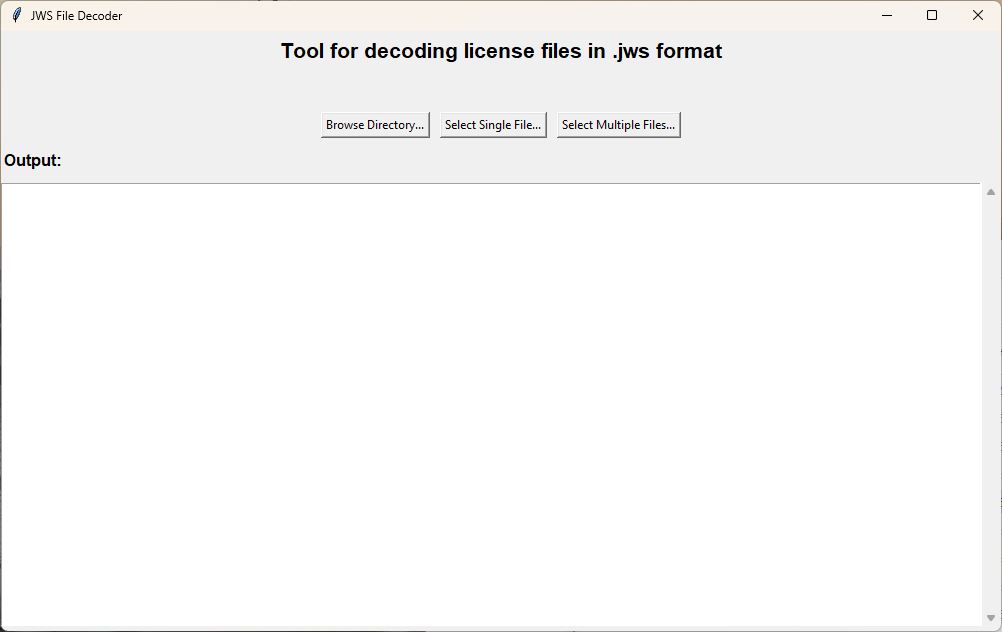 JWS File Decoder
Tool for decoding license files in .jws format
Browse Directory... Select Single File... Select Multiple Files...
Output: